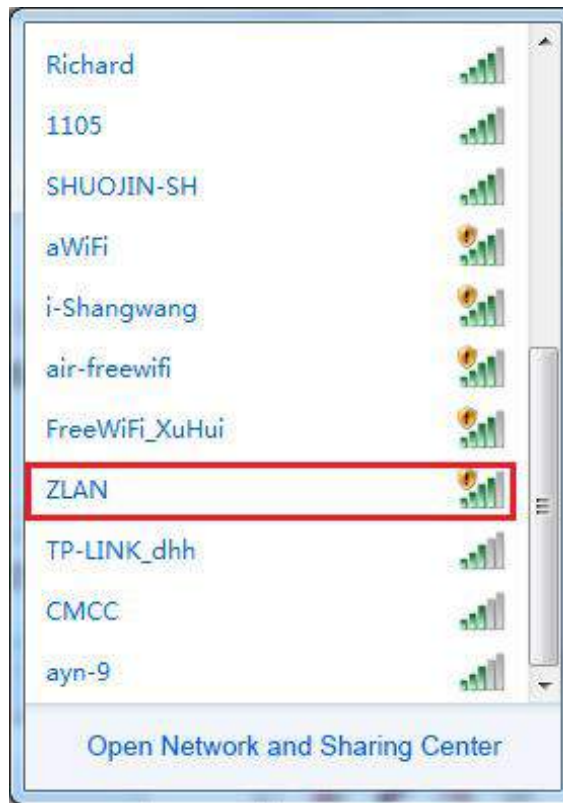 Richard
1105
SHUOJIN-SH
aWiFi
i-Shangwang
air-freewifi
FreeWiFi_XuHui
ZLAN
TP-LINK_dhh
CMCC
ayn-9
Open Network and Sharing Center